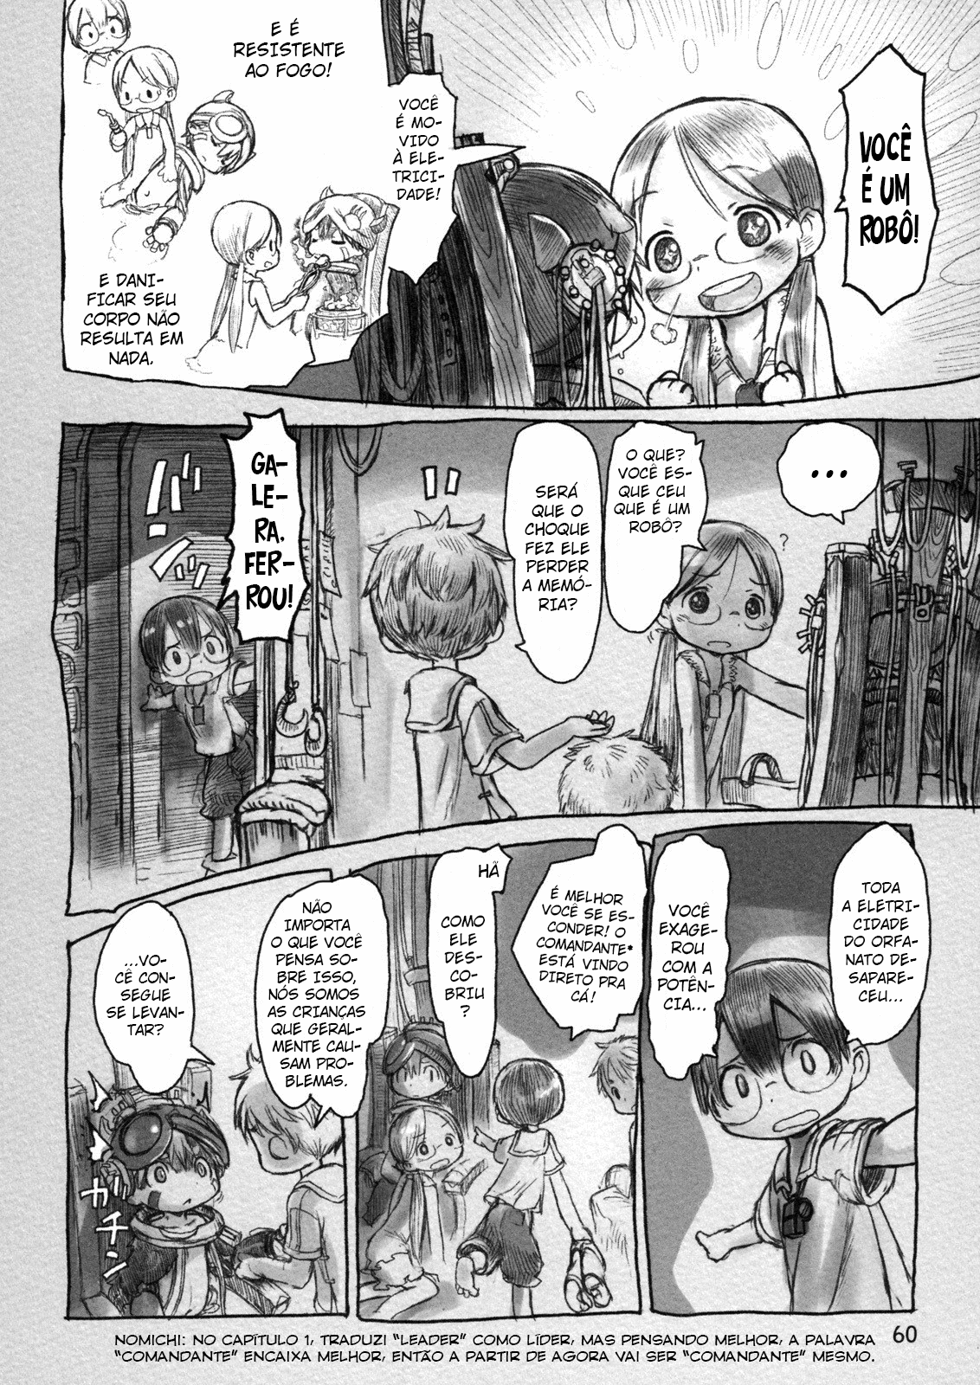 VOCÊ
É UM
ROBÔ!
VOCÊ
É MO-
VIDO
À ELE-
TRICI-
DADE!
E É
RESISTENTE
AO FOGO!
E DANI-
FICAR SEU
CORPO NÃO
RESULTA EM
NADA.
...
O QUE?
VOCÊ ES-
QUE CEU
QUE É UM
ROBÔ?
?
SERÁ
QUE O
CHOQUE
FEZ ELE
PERDER
A MEMÓ-
RIA?
GA-
LE-
RA,
FER-
ROU!
TODA
A ELETRI-
CIDADE
DO ORFA-
NATO DE-
SAPARE-
CEU...
VOCÊ
EXAGE-
ROU
COM A
POTÊN-
CIA...
É MELHOR
VOCÊ SE ES-
CONDER! O
COMANDANTE*
ESTÁ VINDO
DIRETO PRA
CÁ!
HÃ
COMO
ELE
DES-
CO-
BRIU
?
NÃO
IMPORTA
O QUE VOCÊ
PENSA SO-
BRE ISSO,
NÓS SOMOS
AS CRIANÇAS
QUE GERAL-
MENTE CAU-
SAM PRO-
BLEMAS.
...VO-
CÊ CON-
SEGUE
SE LEVAN-
TAR?
ガチン
NOMICHI: NO CAPÍTULO 1, TRADUZI "LEADER" COMO LÍDER, MAS PENSANDO MELHOR, A PALAVRA
"COMANDANTE" ENCAIXA MELHOR, ENTÃO A PARTIR DE AGORA VAI SER "COMANDANTE" MESMO.
60